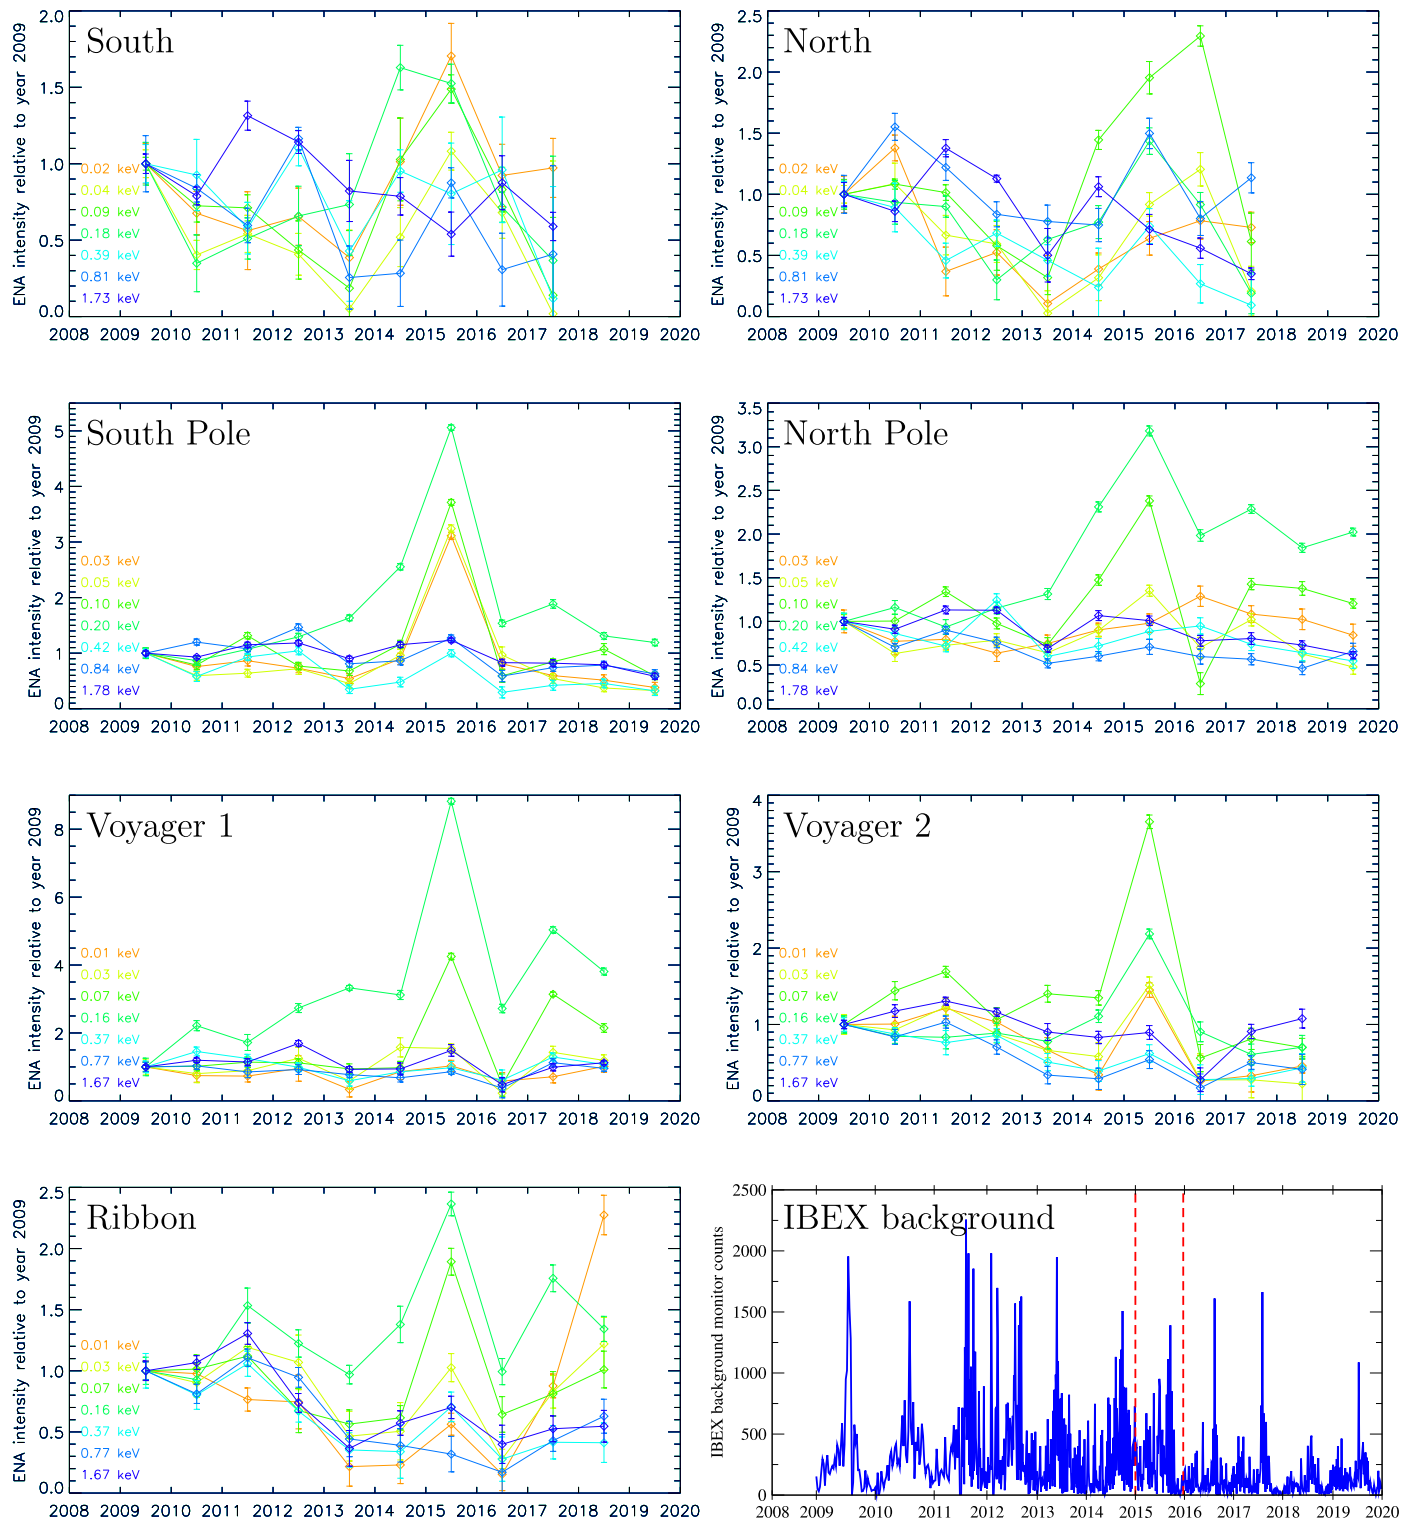 South
ENA intensity relative to year 2009
2.0
1.5
1.0
0.5
0.0
0.02 keV
0.04 keV
0.09 keV
0.18 keV
0.39 keV
0.81 keV
1.73 keV
2008 2009 2010 2011 2012 2013 2014 2015 2016 2017 2018 2019 2020
North
ENA intensity relative to year 2009
2.5
2.0
1.5
1.0
0.5
0.0
0.02 keV
0.04 keV
0.09 keV
0.18 keV
0.39 keV
0.81 keV
1.73 keV
2008 2009 2010 2011 2012 2013 2014 2015 2016 2017 2018 2019 2020
South Pole
ENA intensity relative to year 2009
5
4
3
2
1
0
0.03 keV
0.05 keV
0.10 keV
0.20 keV
0.42 keV
0.84 keV
1.78 keV
2008 2009 2010 2011 2012 2013 2014 2015 2016 2017 2018 2019 2020
North Pole
ENA intensity relative to year 2009
3.5
3.0
2.5
2.0
1.5
1.0
0.5
0.0
0.03 keV
0.05 keV
0.10 keV
0.20 keV
0.42 keV
0.84 keV
1.78 keV
2008 2009 2010 2011 2012 2013 2014 2015 2016 2017 2018 2019 2020
Voyager 1
ENA intensity relative to year 2009
8
6
4
2
0
0.01 keV
0.03 keV
0.07 keV
0.16 keV
0.37 keV
0.77 keV
1.67 keV
2008 2009 2010 2011 2012 2013 2014 2015 2016 2017 2018 2019 2020
Voyager 2
ENA intensity relative to year 2009
4
3
2
1
0
0.01 keV
0.03 keV
0.07 keV
0.16 keV
0.37 keV
0.77 keV
1.67 keV
2008 2009 2010 2011 2012 2013 2014 2015 2016 2017 2018 2019 2020
Ribbon
ENA intensity relative to year 2009
2.5
2.0
1.5
1.0
0.5
0.0
0.01 keV
0.03 keV
0.07 keV
0.16 keV
0.37 keV
0.77 keV
1.67 keV
2008 2009 2010 2011 2012 2013 2014 2015 2016 2017 2018 2019 2020
IBEX background
IBEX background monitor counts
2500
2000
1500
1000
500
0
2008 2009 2010 2011 2012 2013 2014 2015 2016 2017 2018 2019 2020